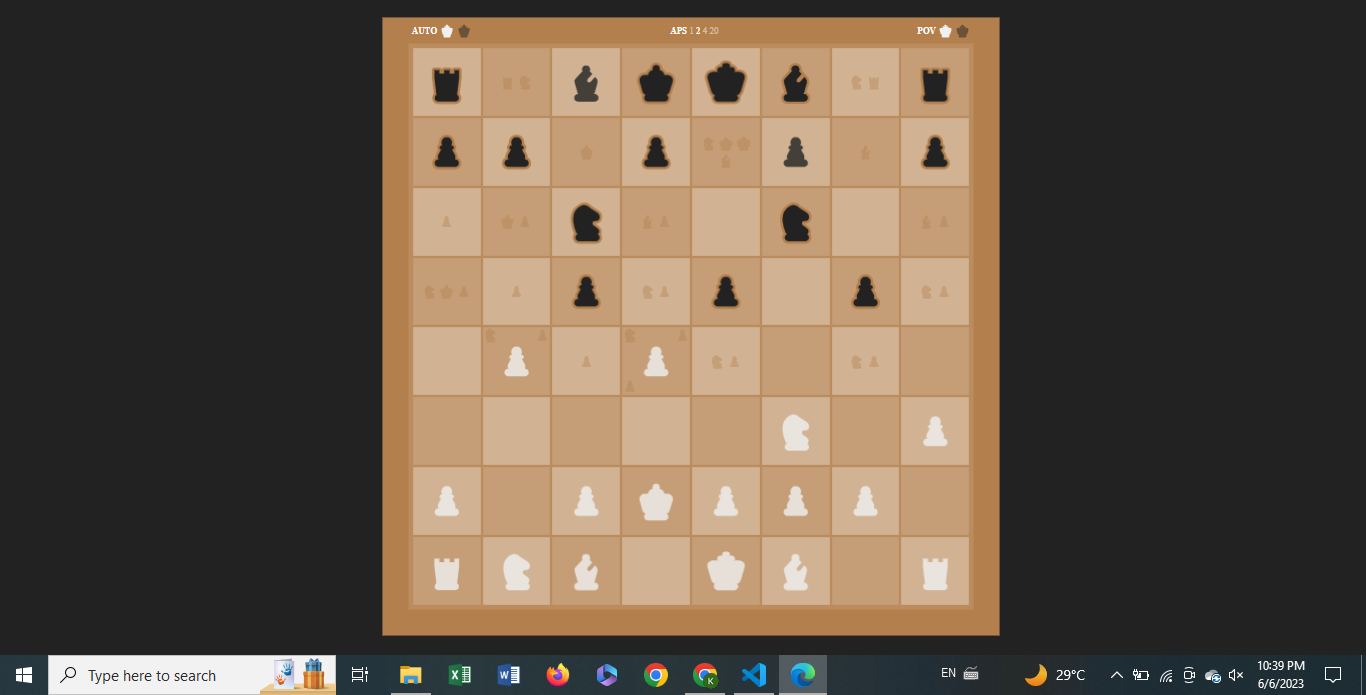 AUTO
APS 1 2 4 20
POV
Type here to search
EN
29°C
10:39 PM
6/6/2023